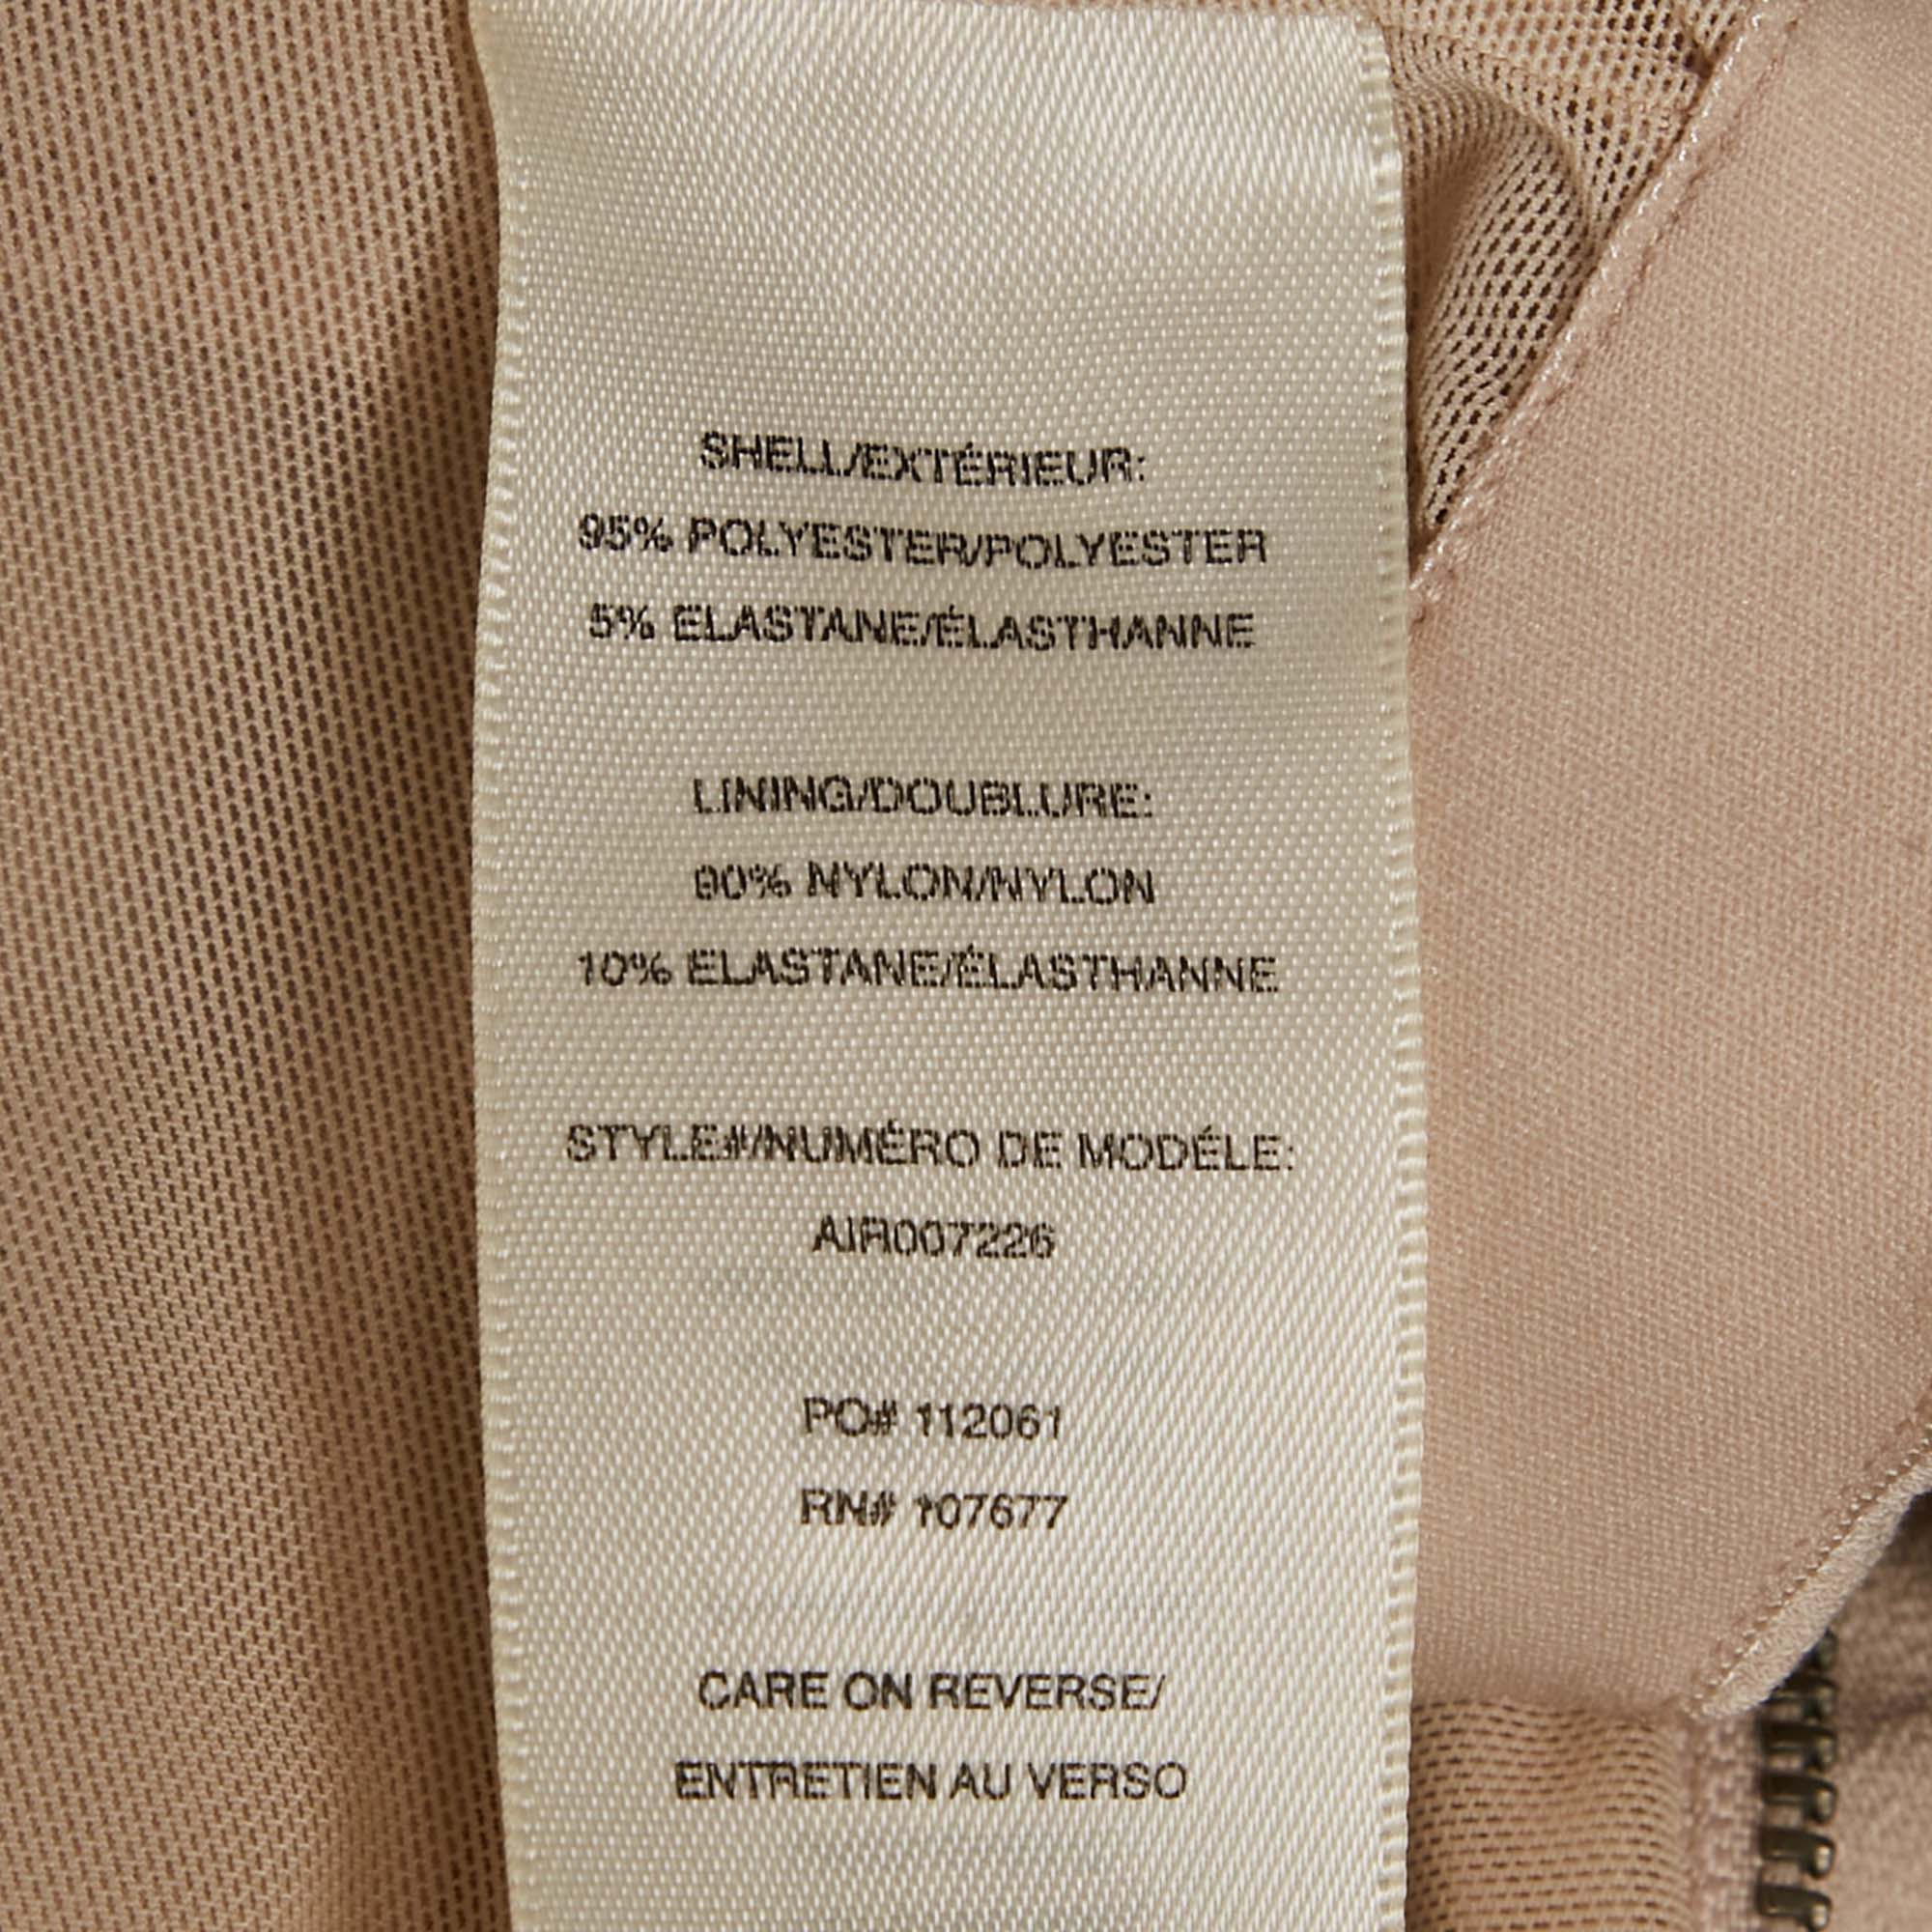 SHELL/EXTÉRIEUR:
95% POLYESTER/POLYESTER
5% ELASTANE/ÉLASTHANNE
LINING/DOUBLURE:
90% NYLON/NYLON
10% ELASTANE/ÉLASTHANNE
STYLE#/NUMÉRO DE MODÉLE:
AIR007226
PO# 112061
RN# 107677
CARE ON REVERSE/
ENTRETIEN AU VERSO